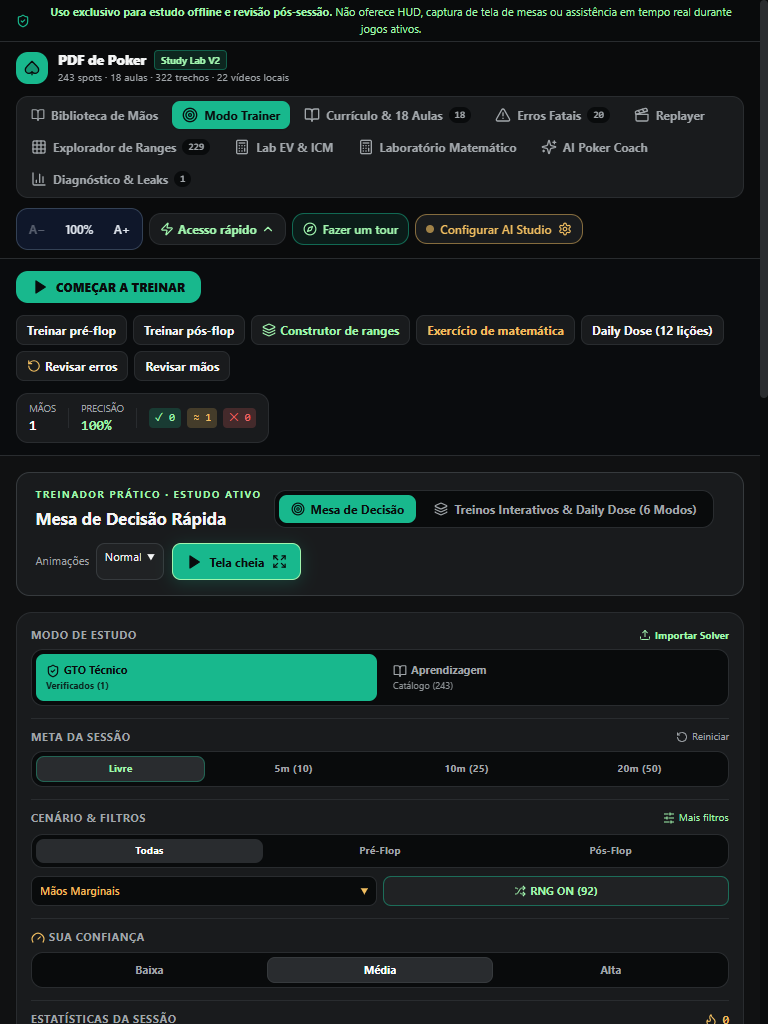 Uso exclusivo para estudo offline e revisão pós-sessão. Não oferece HUD, captura de tela de mesas ou assistência em tempo real durante
jogos ativos.
PDF de Poker Study Lab V2
243 spots · 18 aulas · 322 trechos · 22 vídeos locais
Biblioteca de Mãos Modo Trainer Currículo & 18 Aulas 18 Erros Fatais 20 Replayer
Explorador de Ranges 229 Lab EV & ICM Laboratório Matemático AI Poker Coach
Diagnóstico & Leaks 1
A− 100% A+ Acesso rápido Fazer um tour Configurar AI Studio
COMEÇAR A TREINAR
Treinar pré-flop Treinar pós-flop Construtor de ranges Exercício de matemática Daily Dose (12 lições)
Revisar erros Revisar mãos
MÃOS PRECISÃO
1 100% ✓ 0 ≈ 1 ✕ 0
TREINADOR PRÁTICO • ESTUDO ATIVO
Mesa de Decisão Rápida Mesa de Decisão Treinos Interativos & Daily Dose (6 Modos)
Animações Normal ▼ Tela cheia
MODO DE ESTUDO Importar Solver
GTO Técnico Aprendizagem
Verificados (1) Catálogo (243)
META DA SESSÃO Reiniciar
Livre 5m (10) 10m (25) 20m (50)
CENÁRIO & FILTROS Mais filtros
Todas Pré-Flop Pós-Flop
Mãos Marginais ▼ RNG ON (92)
SUA CONFIANÇA
Baixa Média Alta
ESTATÍSTICAS DA SESSÃO 0